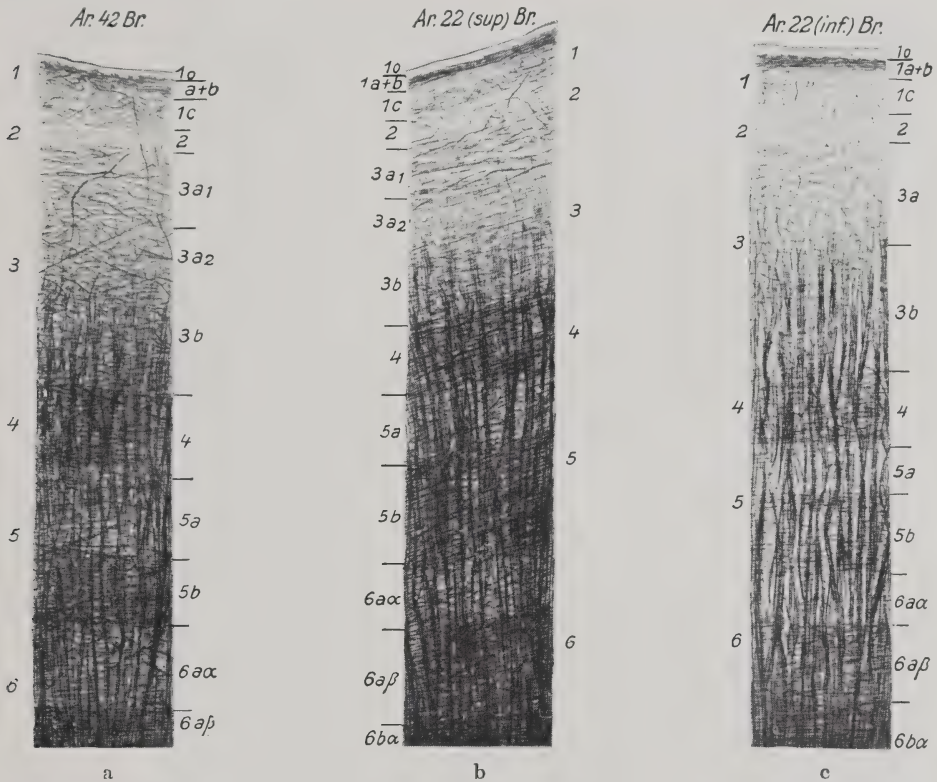 Ar. 42 Br.
1
2
3
4
5
6
1o
a+b
1c
2
3a1
3a2
3b
4
5a
5b
6aα
6aβ
a
Ar. 22 (sup) Br.
1o
1a+b
1c
2
3a1
3a2
3b
4
5a
5b
6aα
6aβ
6bα
1
2
3
4
5
6
b
Ar. 22 (inf.) Br.
1
2
3
4
5
6
1o
1a+b
1c
2
3a
3b
4
5a
5b
6aα
6aβ
6bα
c